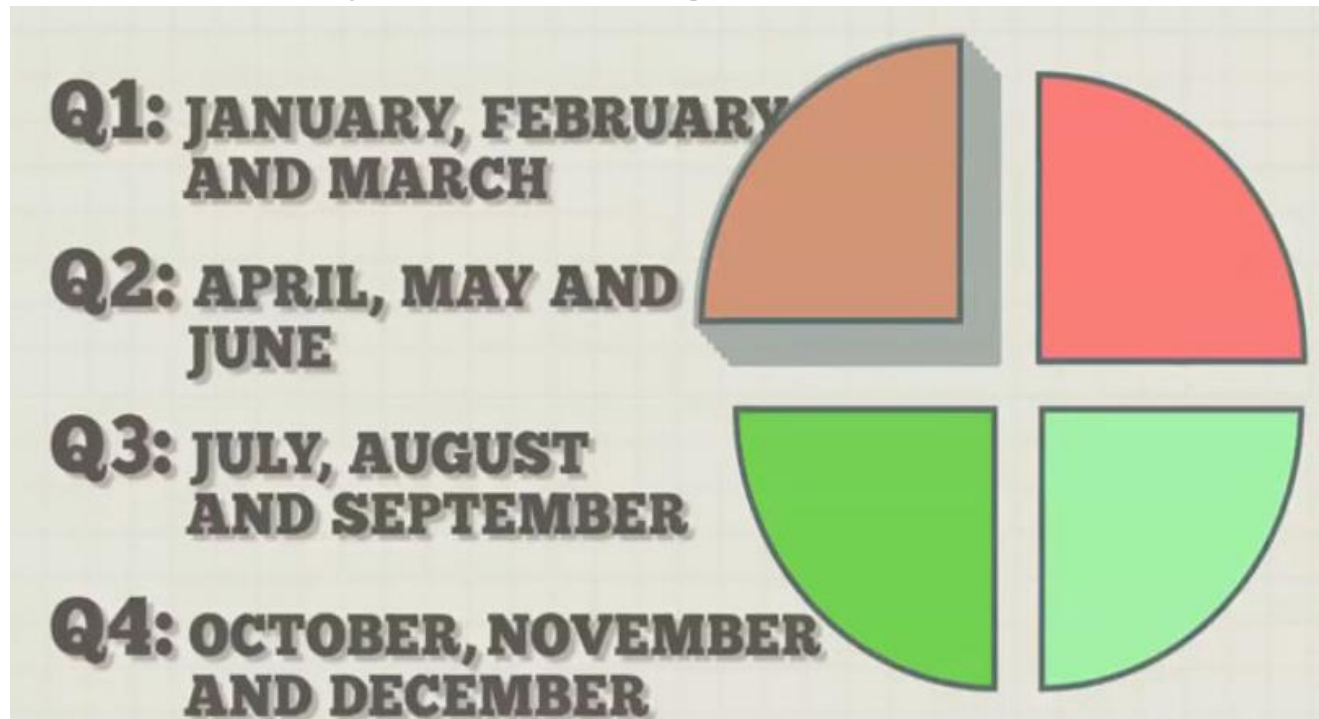 Q1: JANUARY, FEBRUARY
AND MARCH
Q2: APRIL, MAY AND
JUNE
Q3: JULY, AUGUST
AND SEPTEMBER
Q4: OCTOBER, NOVEMBER
AND DECEMBER